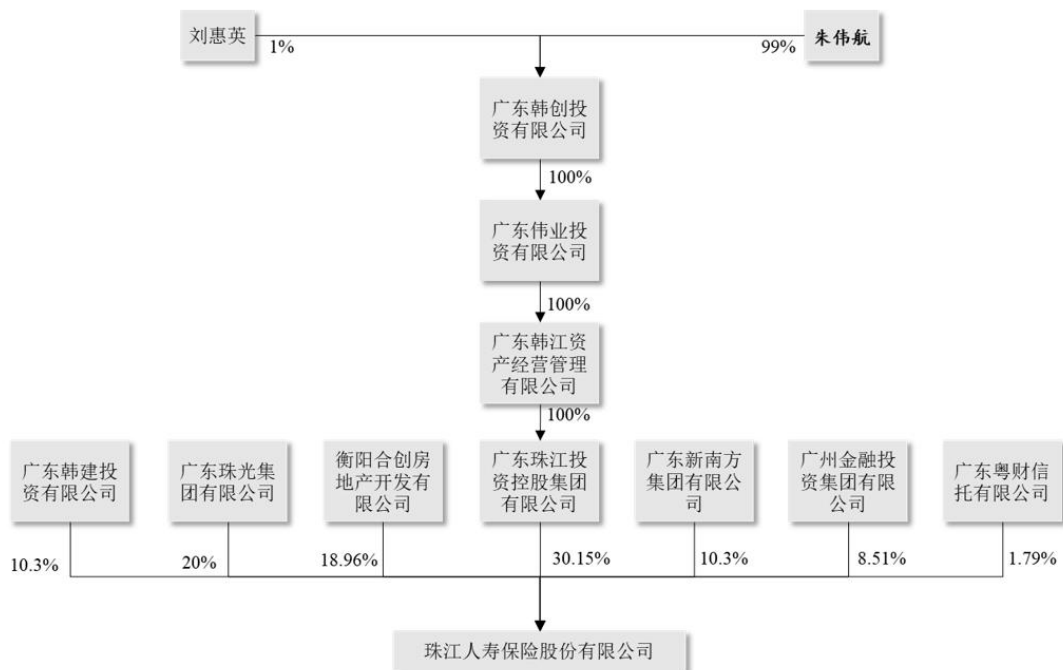 刘惠英
1%
99%
朱伟航
广东韩创投
资有限公司
100%
广东伟业投
资有限公司
100%
广东韩江资
产经营管理
有限公司
100%
广东韩建投
资有限公司
广东珠光集
团有限公司
衡阳合创房
地产开发有
限公司
广东珠江投
资控股集团
有限公司
广东新南方
集团有限公
司
广州金融投
资集团有限
公司
广东粤财信
托有限公司
10.3%
20%
18.96%
30.15%
10.3%
8.51%
1.79%
珠江人寿保险股份有限公司